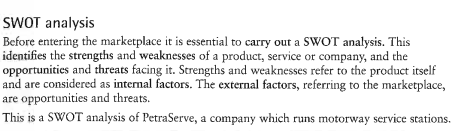 SWOT analysis
Before entering the marketplace it is essential to carry out a SWOT analysis. This
identifies the strengths and weaknesses of a product, service or company, and the
opportunities and threats facing it. Strengths and weaknesses refer to the product itself
and are considered as internal factors. The external factors, referring to the marketplace,
are opportunities and threats.
This is a SWOT analysis of PetraServe, a company which runs motorway service stations.